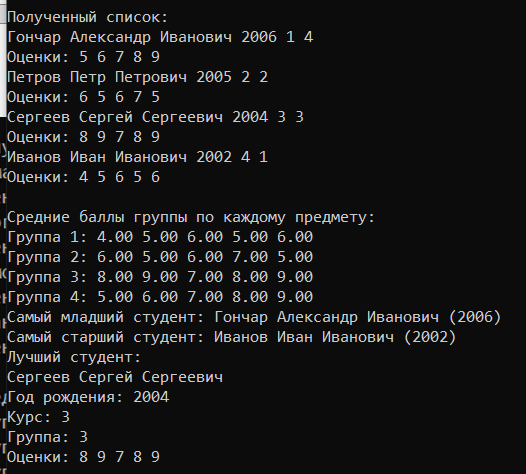 Полученный список:
Гончар Александр Иванович 2006 1 4
Оценки: 5 6 7 8 9
Петров Петр Петрович 2005 2 2
Оценки: 6 5 6 7 5
Сергеев Сергей Сергеевич 2004 3 3
Оценки: 8 9 7 8 9
Иванов Иван Иванович 2002 4 1
Оценки: 4 5 6 5 6

Средние баллы группы по каждому предмету:
Группа 1: 4.00 5.00 6.00 5.00 6.00
Группа 2: 6.00 5.00 6.00 7.00 5.00
Группа 3: 8.00 9.00 7.00 8.00 9.00
Группа 4: 5.00 6.00 7.00 8.00 9.00
Самый младший студент: Гончар Александр Иванович (2006)
Самый старший студент: Иванов Иван Иванович (2002)
Лучший студент:
Сергеев Сергей Сергеевич
Год рождения: 2004
Курс: 3
Группа: 3
Оценки: 8 9 7 8 9